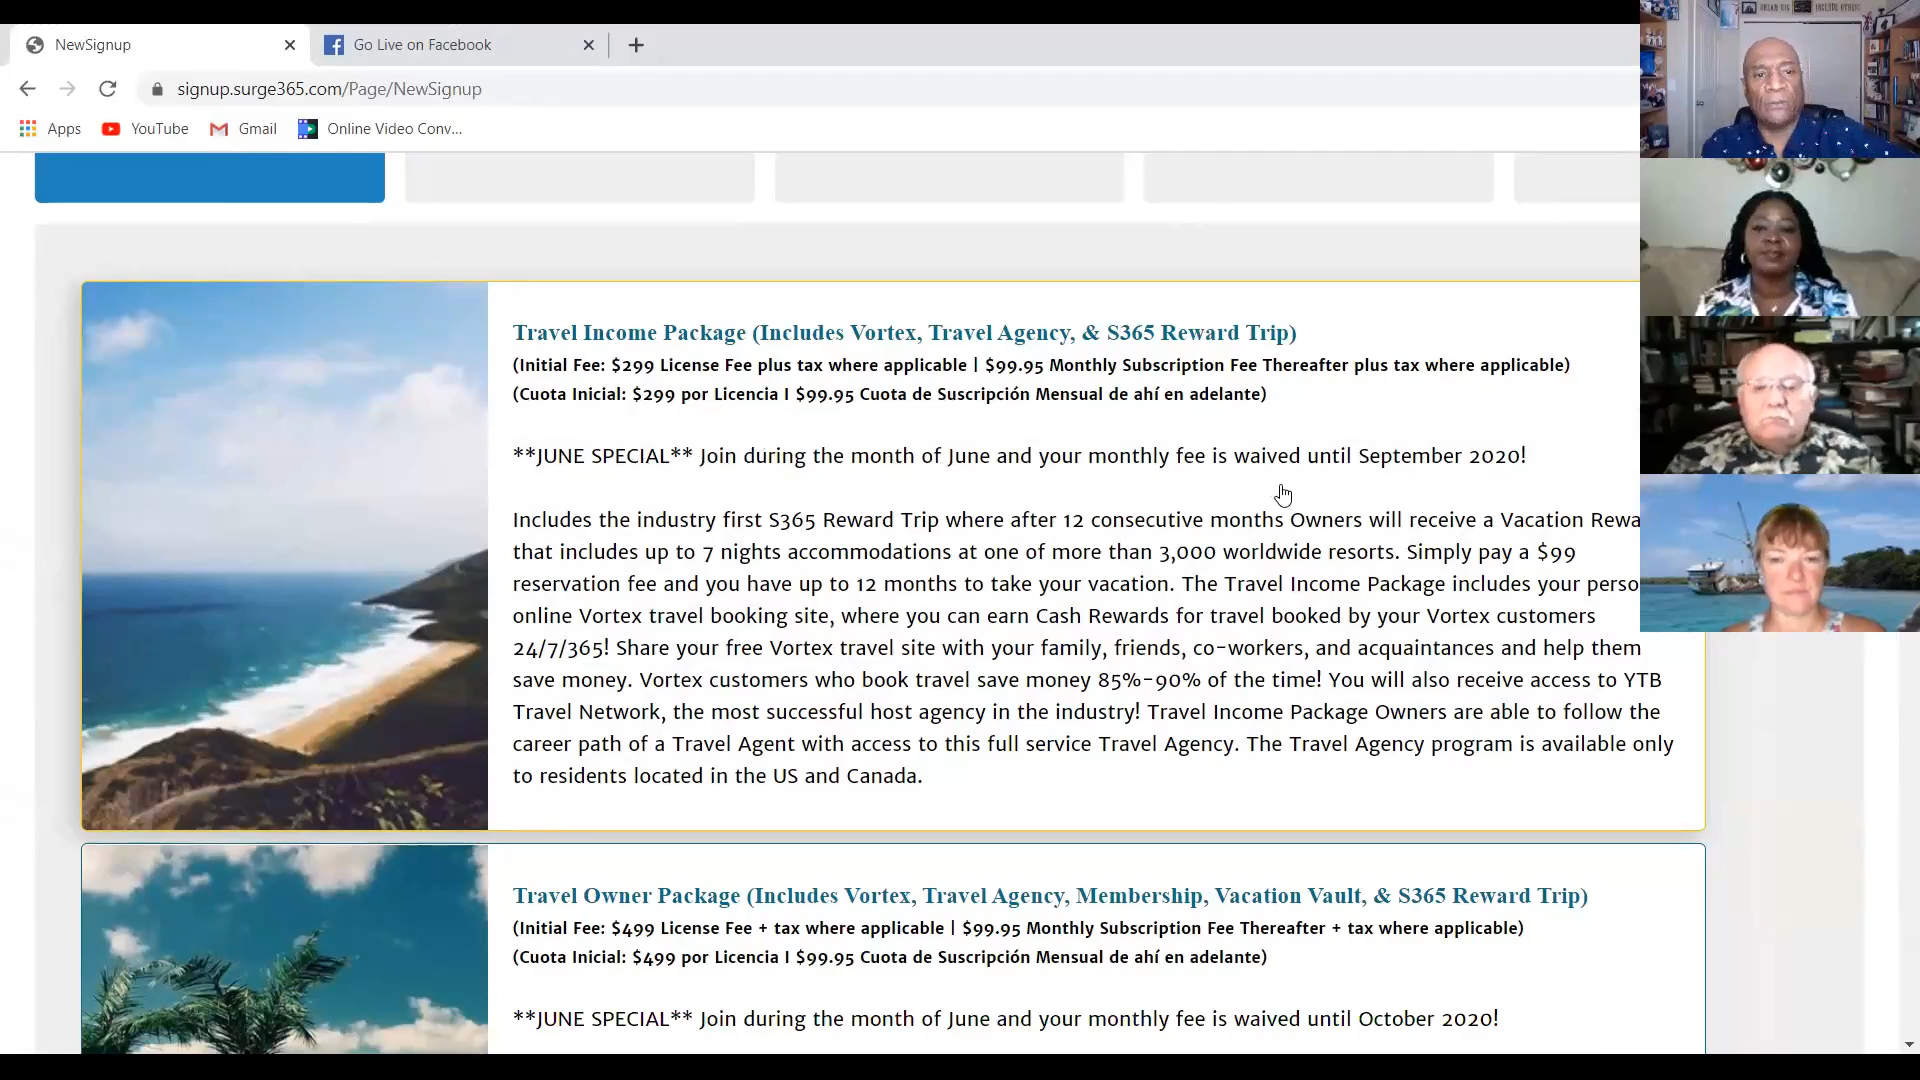 NewSignup
Go Live on Facebook
signup.surge365.com/Page/NewSignup
Apps
YouTube
Gmail
Online Video Conv...
Travel Income Package (Includes Vortex, Travel Agency, & S365 Reward Trip)
(Initial Fee: $299 License Fee plus tax where applicable | $99.95 Monthly Subscription Fee Thereafter plus tax where applicable)
(Cuota Inicial: $299 por Licencia I $99.95 Cuota de Suscripción Mensual de ahí en adelante)
**JUNE SPECIAL** Join during the month of June and your monthly fee is waived until September 2020!
Includes the industry first S365 Reward Trip where after 12 consecutive months Owners will receive a Vacation Rewa
that includes up to 7 nights accommodations at one of more than 3,000 worldwide resorts. Simply pay a $99
reservation fee and you have up to 12 months to take your vacation. The Travel Income Package includes your perso
online Vortex travel booking site, where you can earn Cash Rewards for travel booked by your Vortex customers
24/7/365! Share your free Vortex travel site with your family, friends, co-workers, and acquaintances and help them
save money. Vortex customers who book travel save money 85%-90% of the time! You will also receive access to YTB
Travel Network, the most successful host agency in the industry! Travel Income Package Owners are able to follow the
career path of a Travel Agent with access to this full service Travel Agency. The Travel Agency program is available only
to residents located in the US and Canada.
Travel Owner Package (Includes Vortex, Travel Agency, Membership, Vacation Vault, & S365 Reward Trip)
(Initial Fee: $499 License Fee + tax where applicable | $99.95 Monthly Subscription Fee Thereafter + tax where applicable)
(Cuota Inicial: $499 por Licencia I $99.95 Cuota de Suscripción Mensual de ahí en adelante)
**JUNE SPECIAL** Join during the month of June and your monthly fee is waived until October 2020!